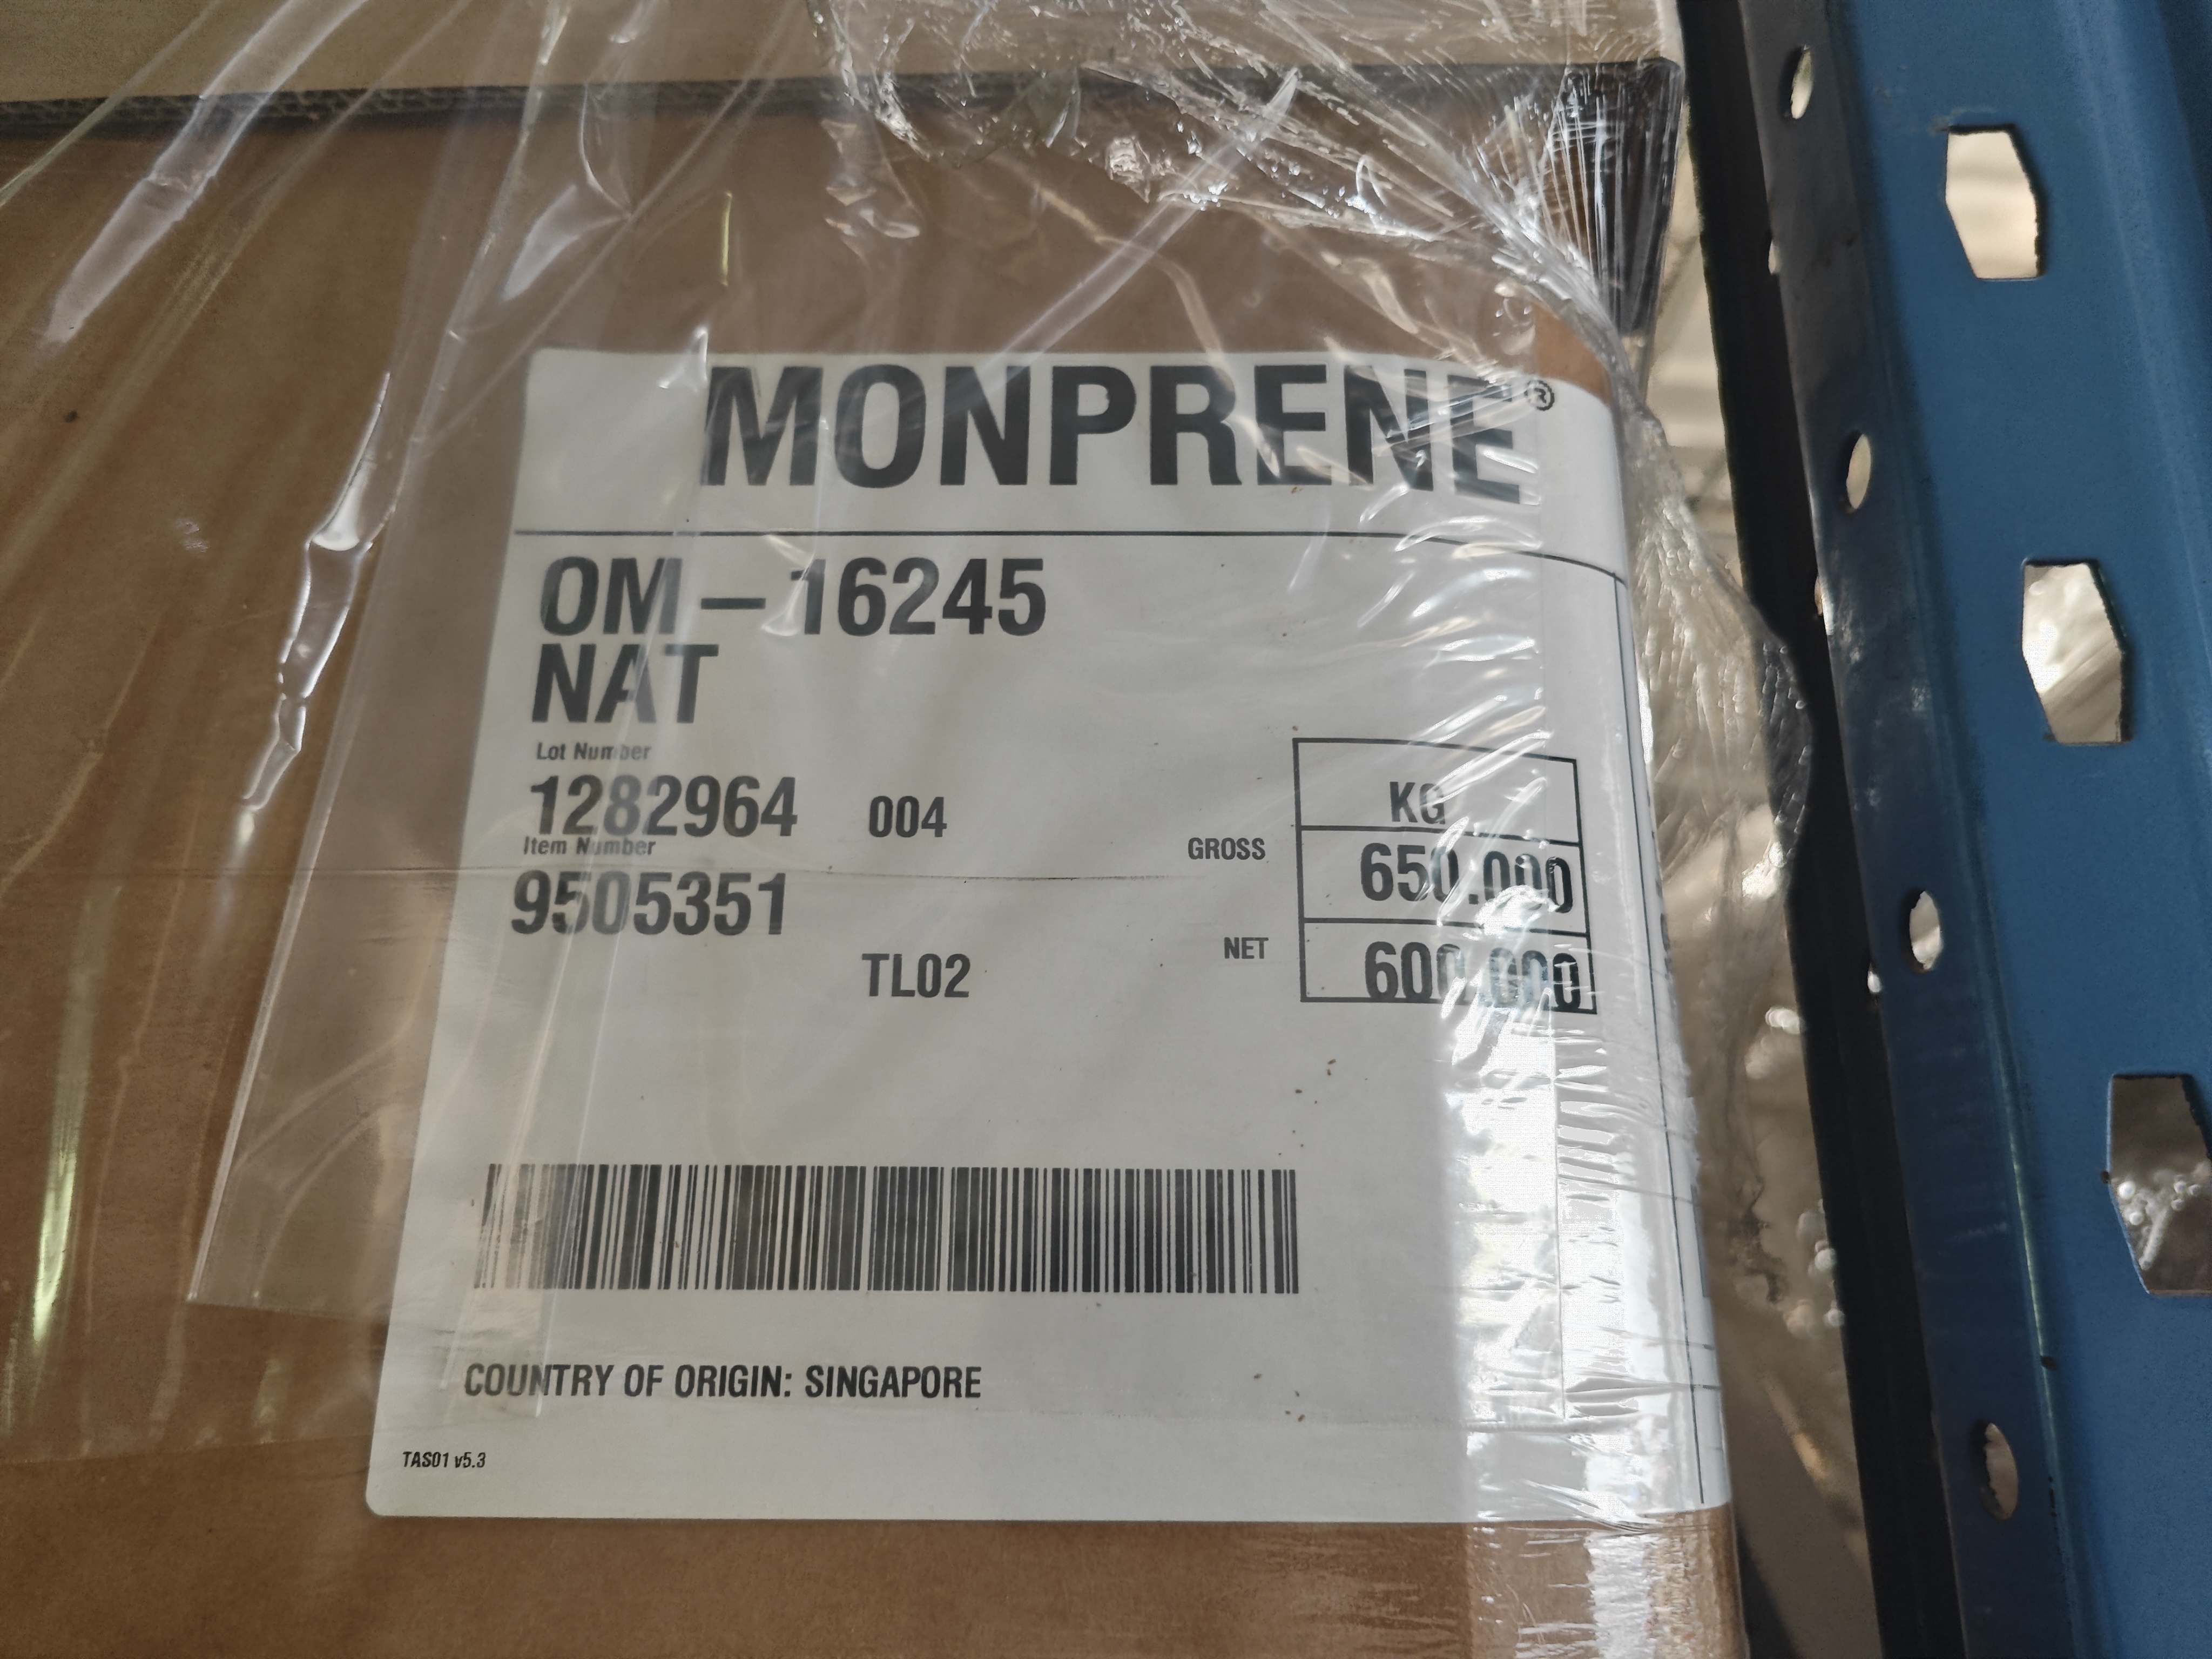 MONPRENE®
OM-16245
NAT
Lot Number
1282964 004
Item Number
9505351
TL02
KG
GROSS 650.000
NET 600.000
COUNTRY OF ORIGIN: SINGAPORE
TAS01 v5.3